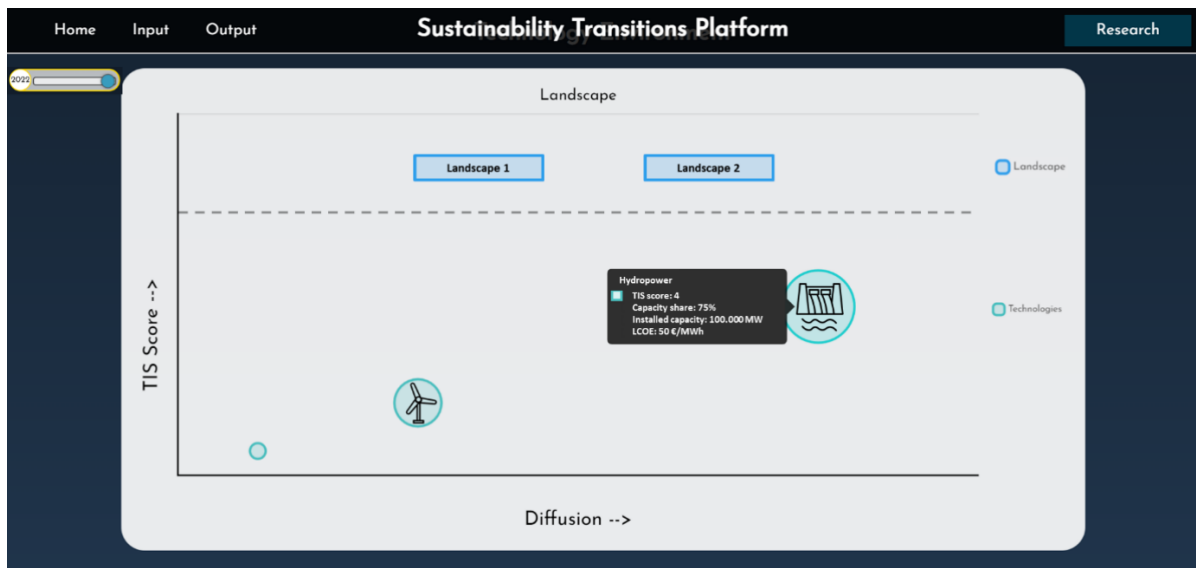 Home Input Output Sustainability Transitions Platform Research
2022
Landscape
Landscape 1 Landscape 2
Landscape
Hydropower
TIS score: 4
Capacity share: 75%
Installed capacity: 100.000 MW
LCOE: 50 €/MWh
Technologies
TIS Score -->
Diffusion -->